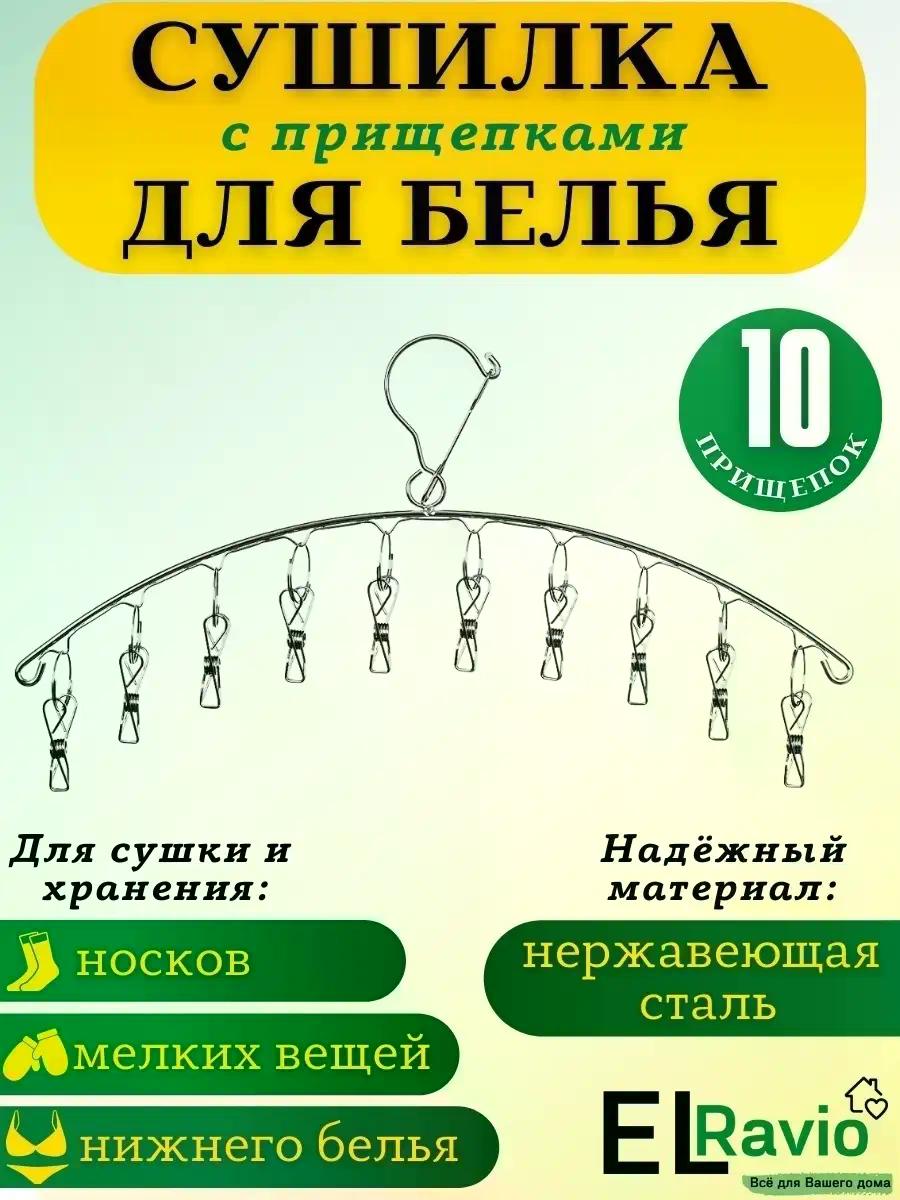 СУШИЛКА
с прищепками
ДЛЯ БЕЛЬЯ
10
ПРИЩЕПОК
Для сушки и
хранения:
носков
мелких вещей
нижнего белья
Надёжный
материал:
нержавеющая
сталь
ELRavio
Всё для Вашего дома